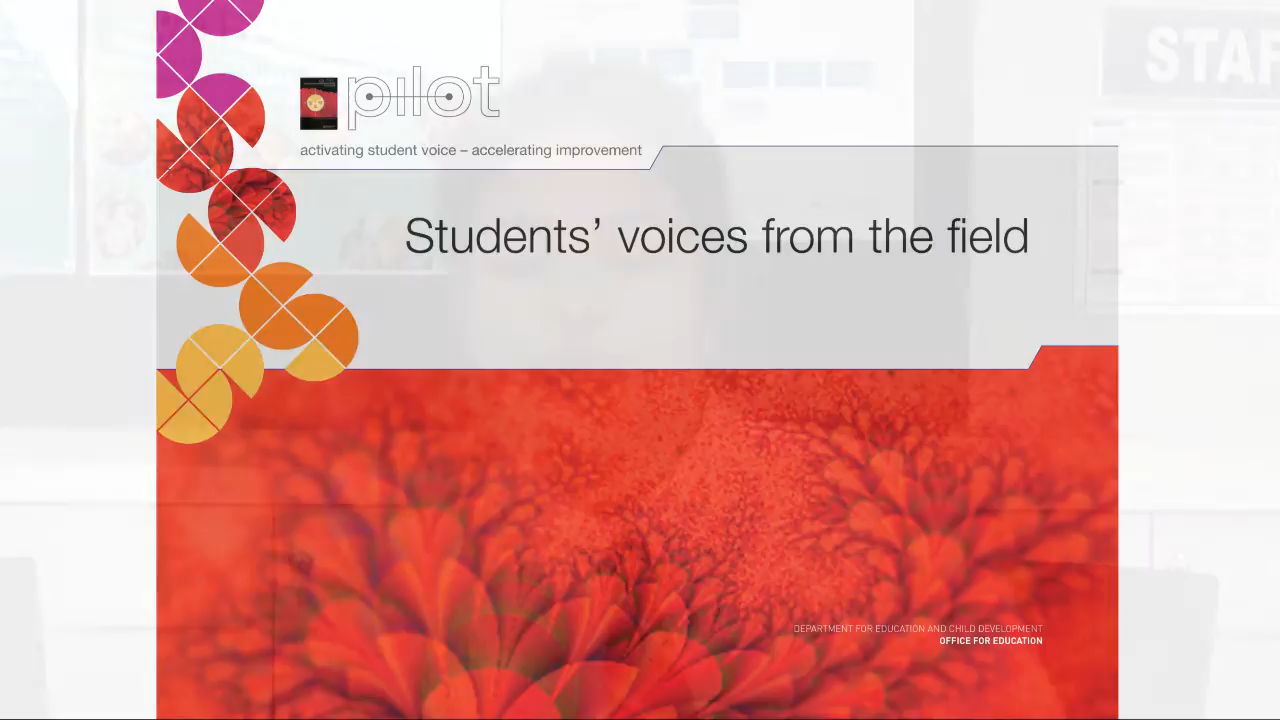 pilot
activating student voice – accelerating improvement
Students’ voices from the field
DEPARTMENT FOR EDUCATION AND CHILD DEVELOPMENT
OFFICE FOR EDUCATION
STAF